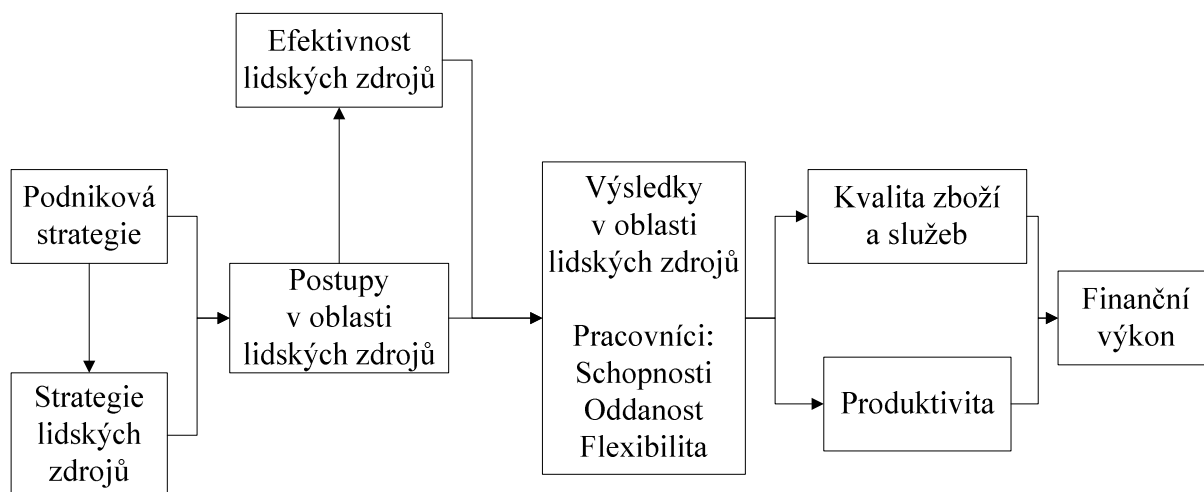 Efektivnost
lidských zdrojů
Podniková
strategie
Postupy
v oblasti
lidských zdrojů
Strategie
lidských
zdrojů
Výsledky
v oblasti
lidských zdrojů
Pracovníci:
Schopnosti
Oddanost
Flexibilita
Kvalita zboží
a služeb
Produktivita
Finanční
výkon